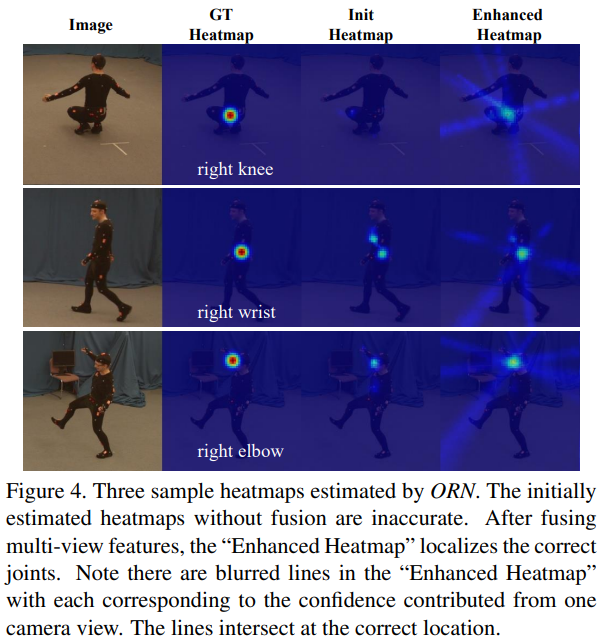 Image
GT
Heatmap
Init
Heatmap
Enhanced
Heatmap
right knee
right wrist
right elbow
Figure 4. Three sample heatmaps estimated by ORN. The initially
estimated heatmaps without fusion are inaccurate. After fusing
multi-view features, the “Enhanced Heatmap” localizes the correct
joints. Note there are blurred lines in the “Enhanced Heatmap”
with each corresponding to the confidence contributed from one
camera view. The lines intersect at the correct location.